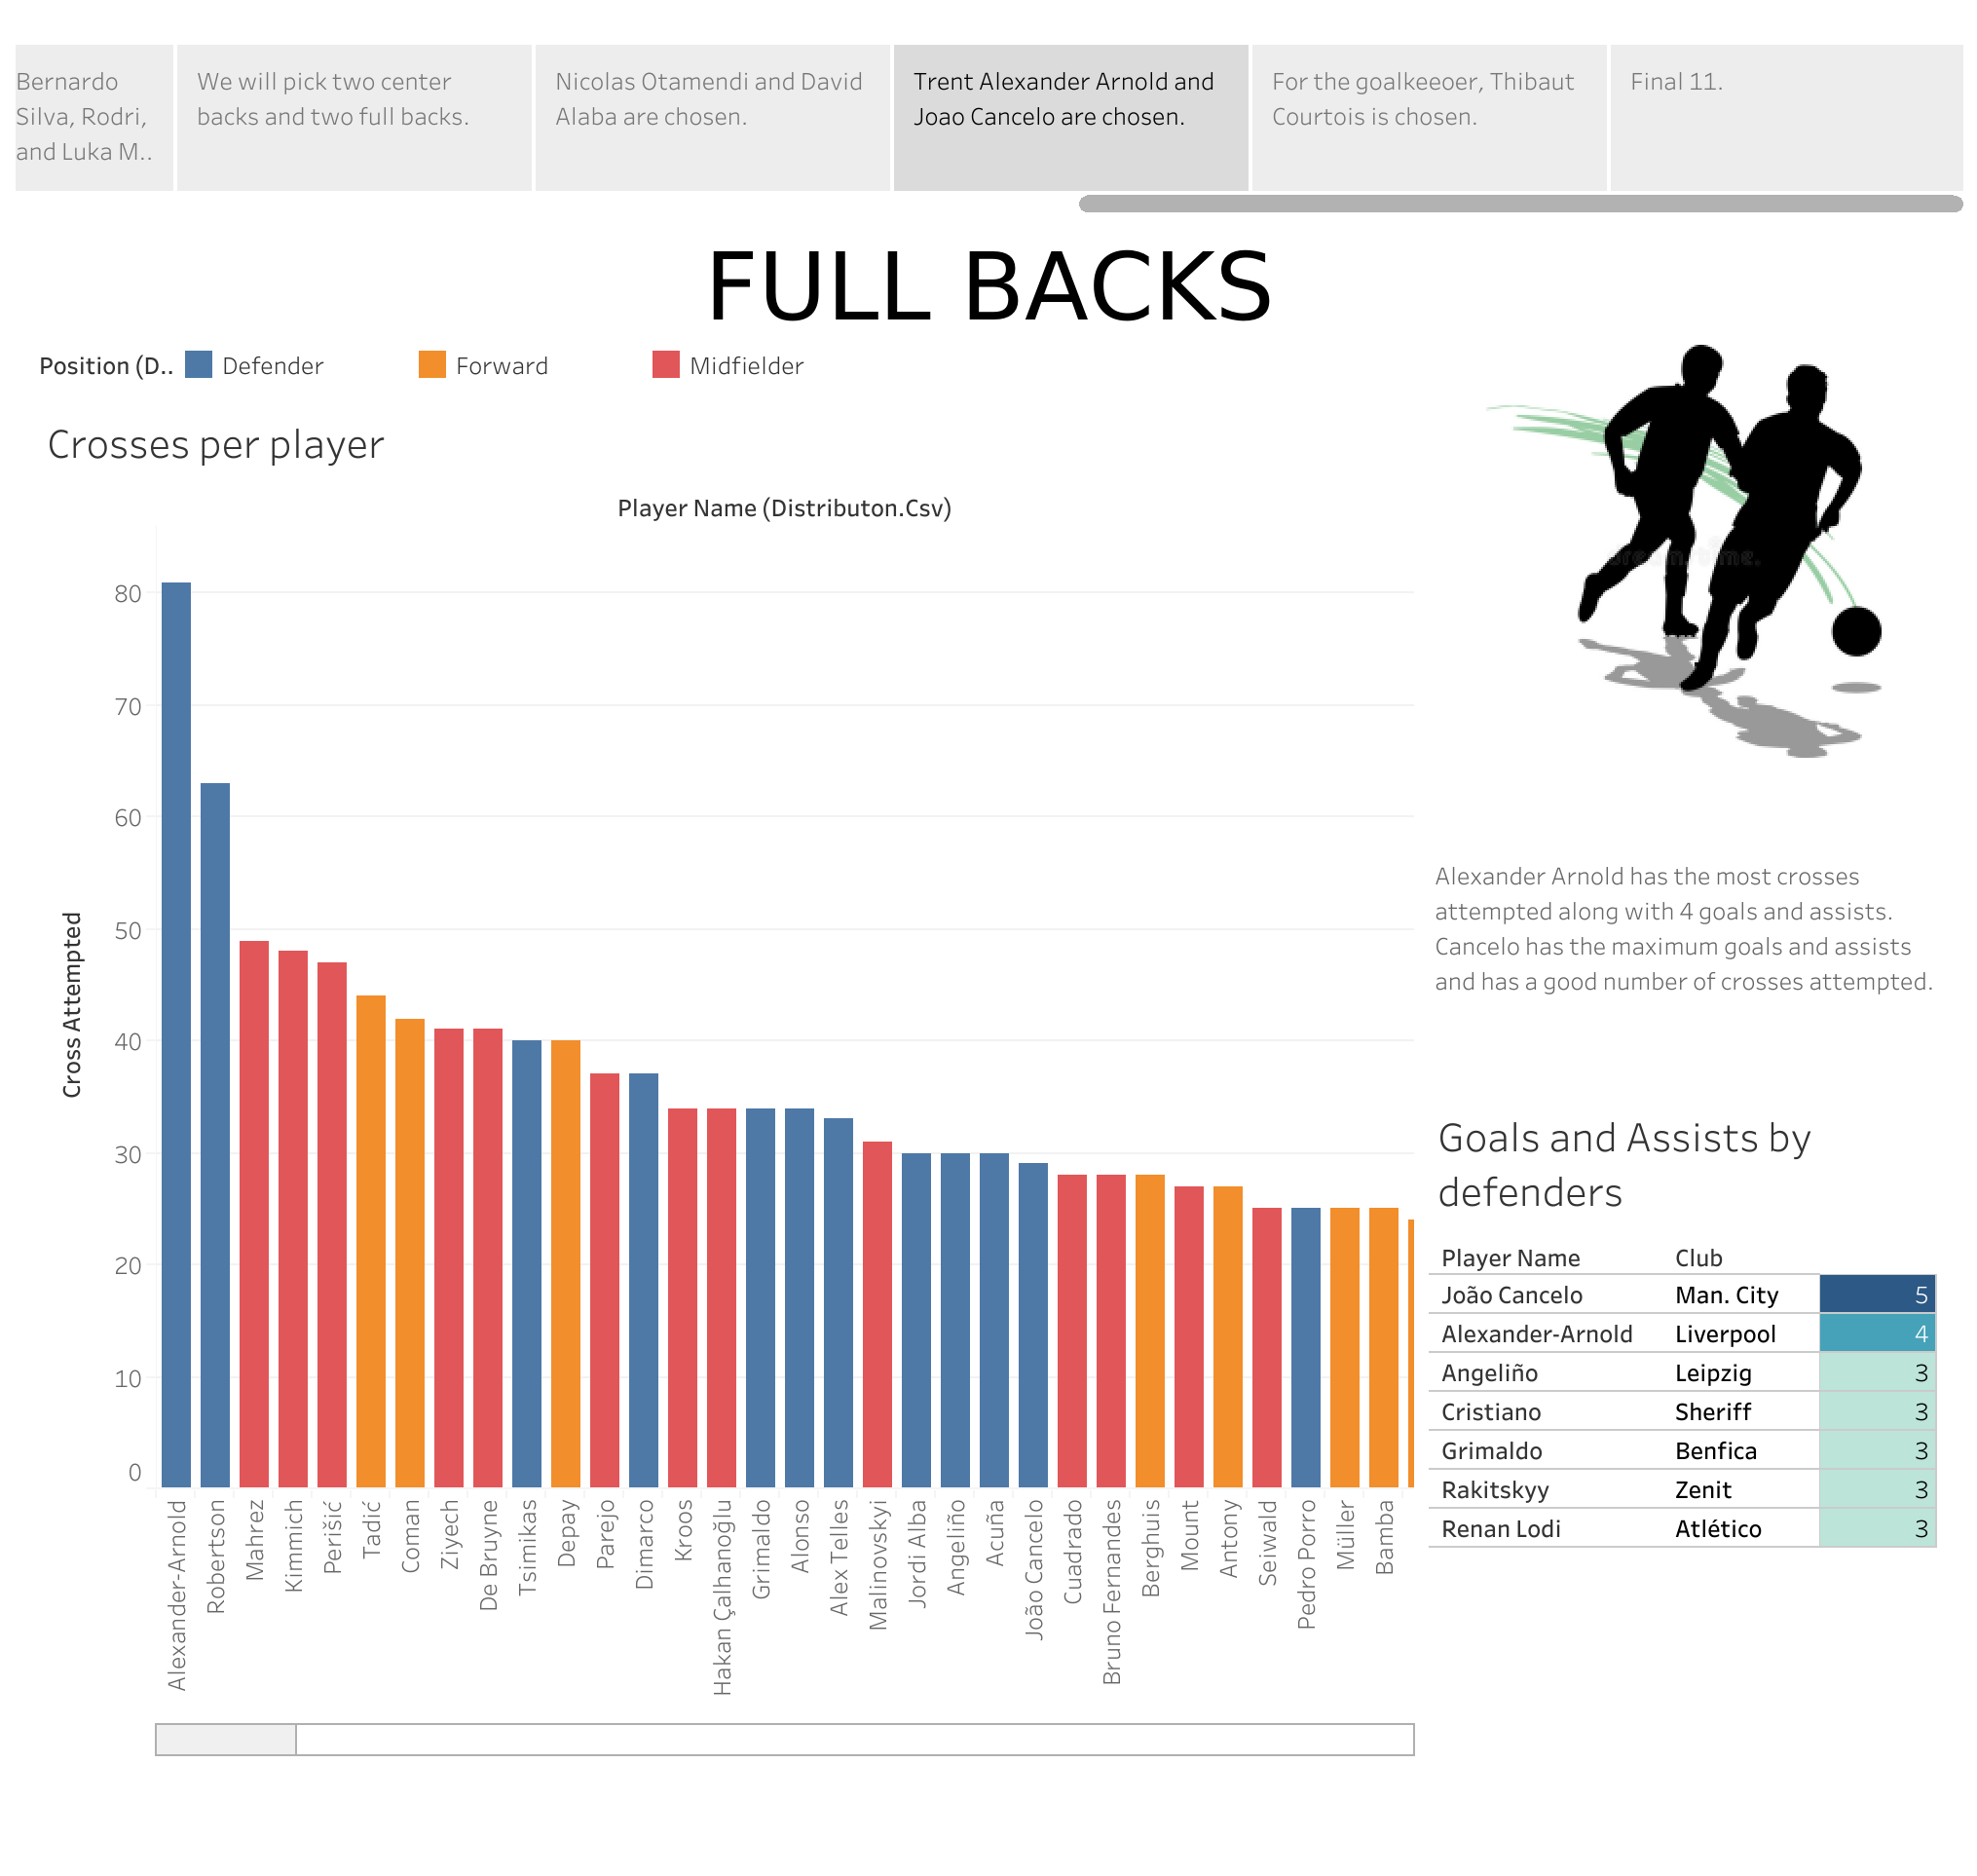 Bernardo
Silva, Rodri,
and Luka M..
We will pick two center
backs and two full backs.
Nicolas Otamendi and David
Alaba are chosen.
Trent Alexander Arnold and
Joao Cancelo are chosen.
For the goalkeeoer, Thibaut
Courtois is chosen.
Final 11.
FULL BACKS
Position (D..
Defender
Forward
Midfielder
Crosses per player
Player Name (Distributon.Csv)
Cross Attempted
80
70
60
50
40
30
20
10
0
Alexander-Arnold
Robertson
Mahrez
Kimmich
Perišić
Tadić
Coman
Ziyech
De Bruyne
Tsimikas
Depay
Parejo
Dimarco
Kroos
Hakan Çalhanoğlu
Grimaldo
Alonso
Alex Telles
Malinovskyi
Jordi Alba
Angeliño
Acuña
João Cancelo
Cuadrado
Bruno Fernandes
Berghuis
Mount
Antony
Seiwald
Pedro Porro
Müller
Bamba
Alexander Arnold has the most crosses
attempted along with 4 goals and assists.
Cancelo has the maximum goals and assists
and has a good number of crosses attempted.
Goals and Assists by
defenders
Player Name Club
João Cancelo Man. City 5
Alexander-Arnold Liverpool 4
Angeliño Leipzig 3
Cristiano Sheriff 3
Grimaldo Benfica 3
Rakitskyy Zenit 3
Renan Lodi Atlético 3